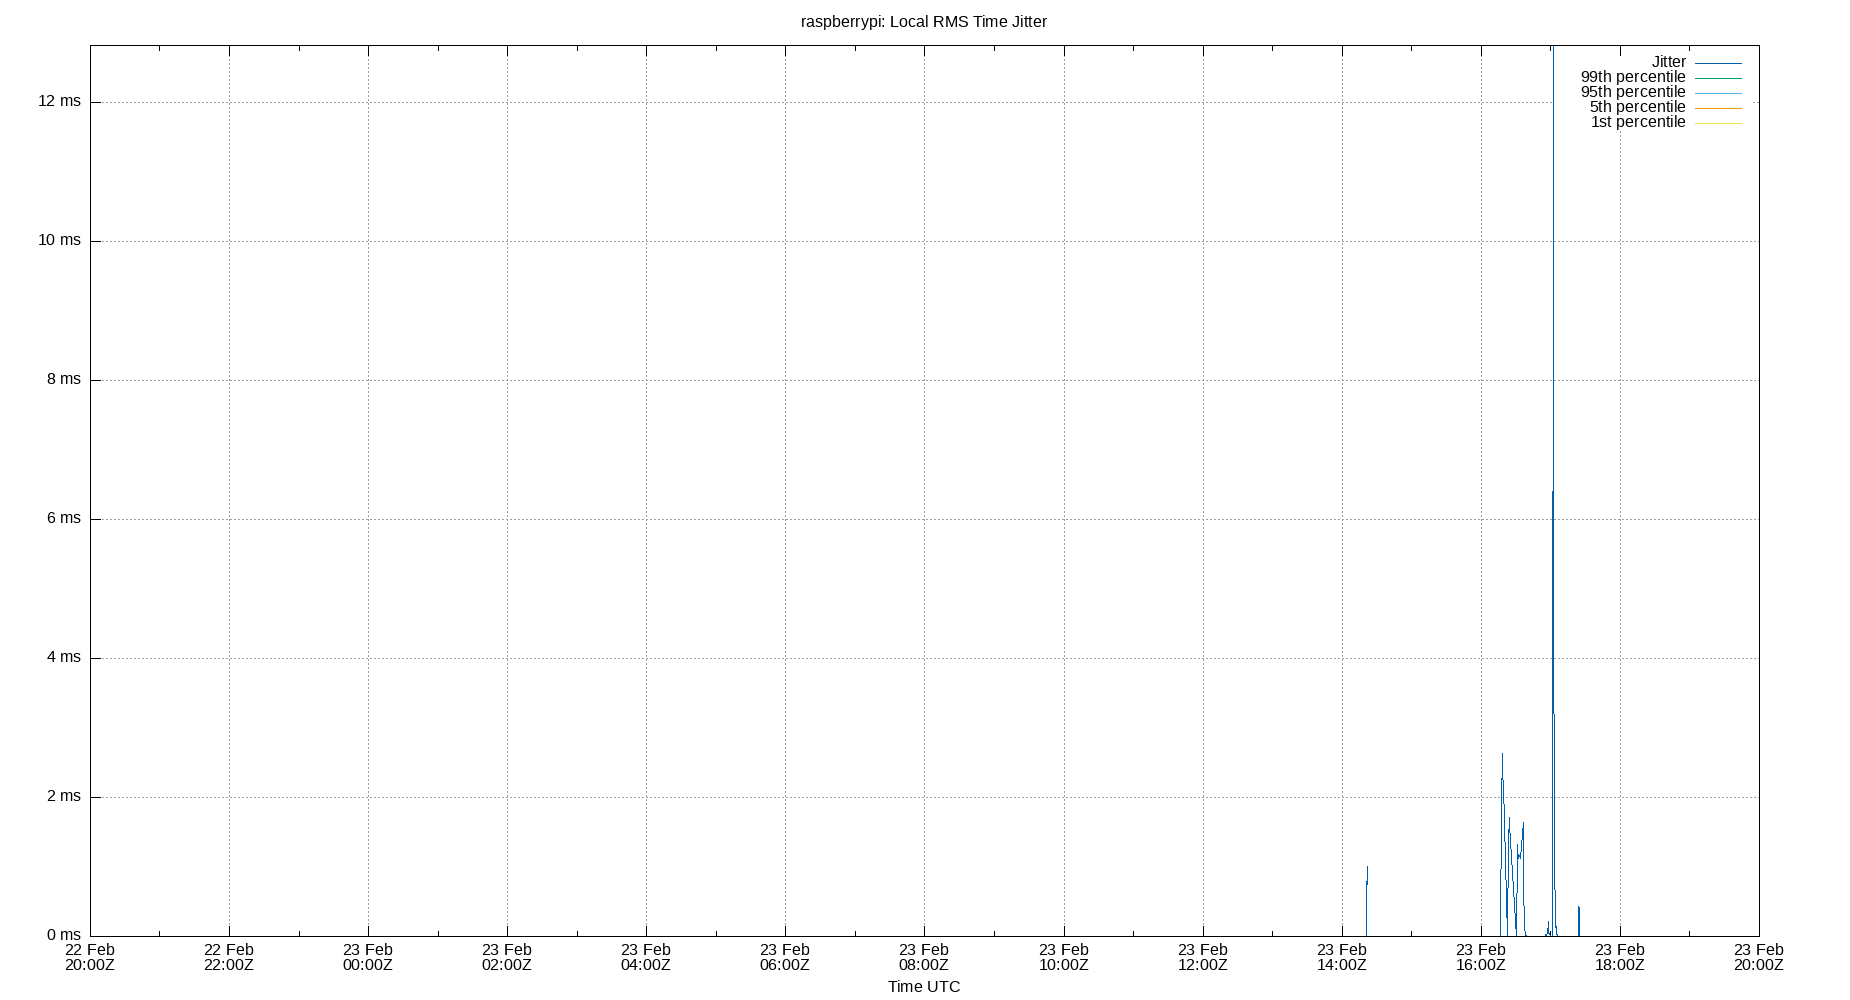 raspberrypi: Local RMS Time Jitter
Jitter
99th percentile
95th percentile
5th percentile
1st percentile
12 ms
10 ms
8 ms
6 ms
4 ms
2 ms
0 ms
22 Feb 22 Feb 23 Feb 23 Feb 23 Feb 23 Feb 23 Feb 23 Feb 23 Feb 23 Feb 23 Feb 23 Feb 23 Feb
20:00Z 22:00Z 00:00Z 02:00Z 04:00Z 06:00Z 08:00Z 10:00Z 12:00Z 14:00Z 16:00Z 18:00Z 20:00Z
Time UTC